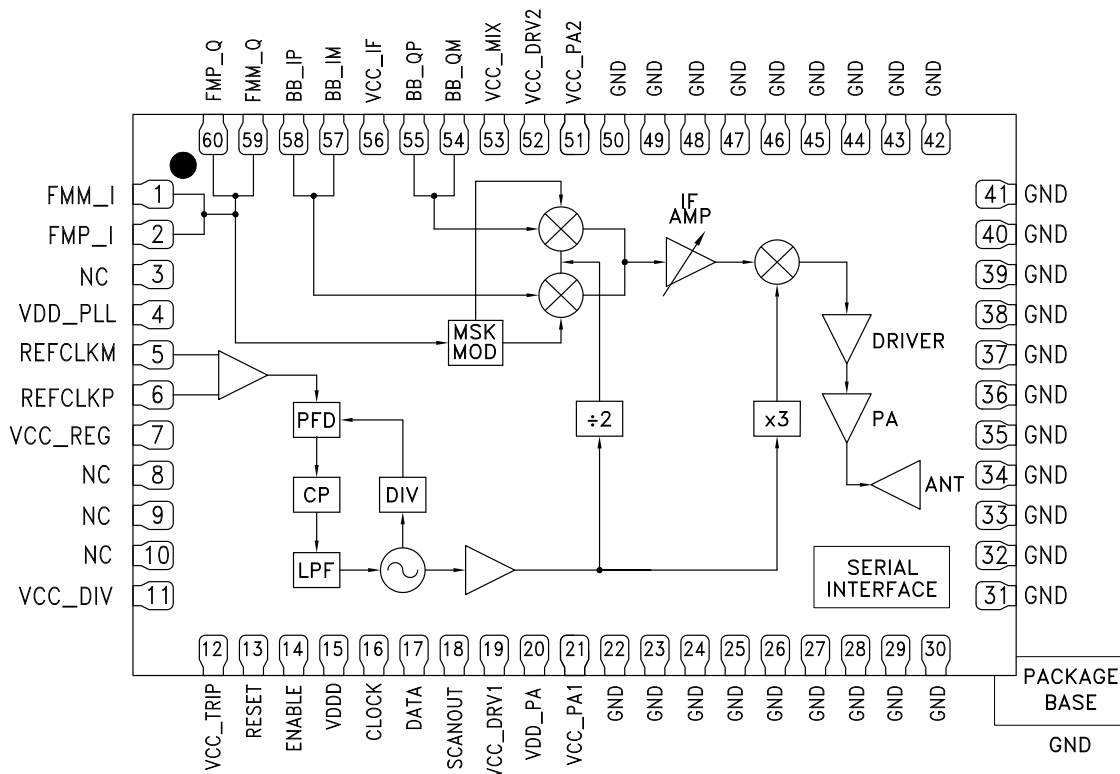 FMP_Q
FMM_Q
BB_IP
BB_IM
VCC_IF
BB_QP
BB_QM
VCC_MIX
VCC_DRV2
VCC_PA2
GND
GND
GND
GND
GND
GND
GND
GND
GND
60
59
58
57
56
55
54
53
52
51
50
49
48
47
46
45
44
43
42
FMM_I 1
FMP_I 2
NC 3
VDD_PLL 4
REFCLKM 5
REFCLKP 6
VCC_REG 7
NC 8
NC 9
NC 10
VCC_DIV 11
IF
AMP
MSK
MOD
DRIVER
PFD
÷2
x3
PA
CP
DIV
ANT
LPF
SERIAL
INTERFACE
41 GND
40 GND
39 GND
38 GND
37 GND
36 GND
35 GND
34 GND
33 GND
32 GND
31 GND
12
13
14
15
16
17
18
19
20
21
22
23
24
25
26
27
28
29
30
VCC_TRIP
RESET
ENABLE
VDDD
CLOCK
DATA
SCANOUT
VCC_DRV1
VDD_PA
VCC_PA1
GND
GND
GND
GND
GND
GND
GND
GND
GND
PACKAGE
BASE
GND